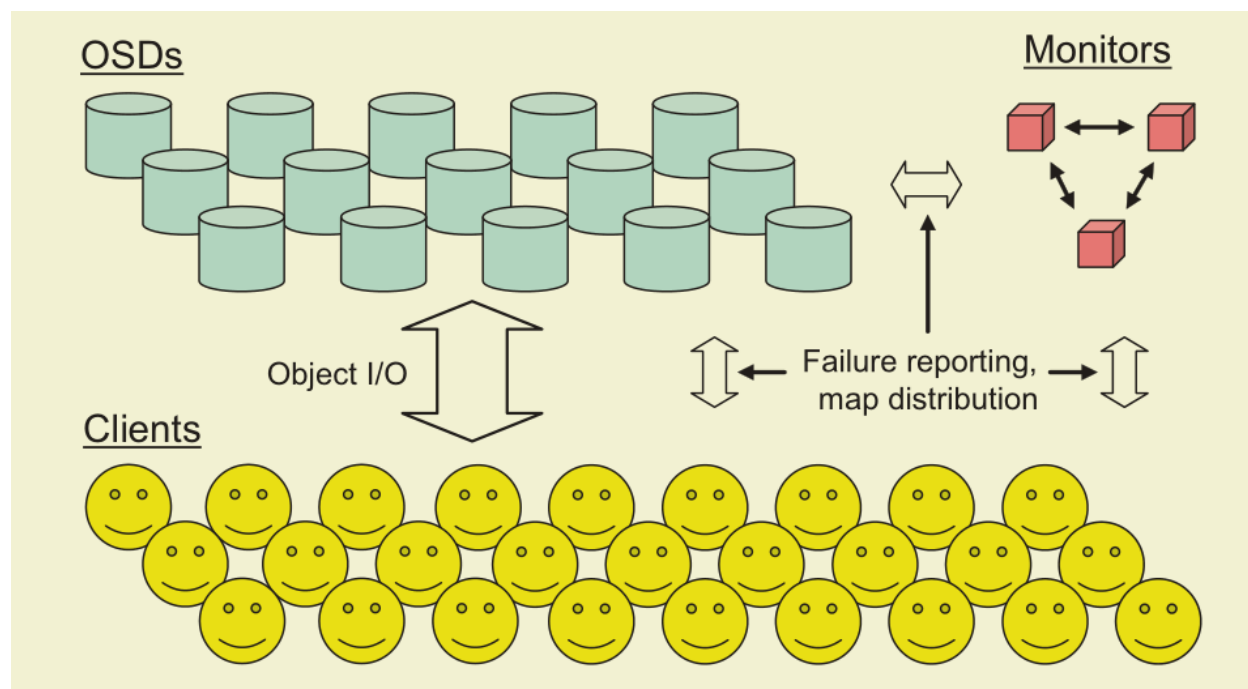 OSDs
Monitors
Object I/O
Failure reporting,
map distribution
Clients